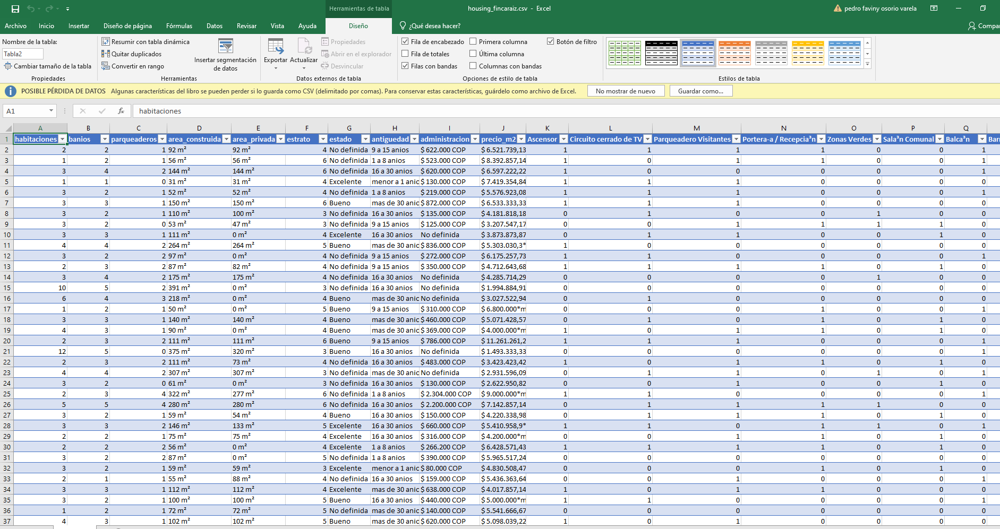 Herramientas de tabla
housing_fincaraiz.csv - Excel
pedro faviny osorio varela
Archivo Inicio Insertar Diseño de página Fórmulas Datos Revisar Vista Ayuda Diseño ¿Qué desea hacer? Compar
Nombre de la tabla:
Tabla2
Cambiar tamaño de la tabla
Propiedades
Resumir con tabla dinámica
Quitar duplicados
Convertir en rango
Insertar segmentación
de datos
Herramientas
Exportar Actualizar
Propiedades
Abrir en el explorador
Desvincular
Datos externos de tabla
Fila de encabezado Primera columna Botón de filtro
Fila de totales Última columna
Filas con bandas Columnas con bandas
Opciones de estilo de tabla
Estilos de tabla
POSIBLE PÉRDIDA DE DATOS Algunas características del libro se pueden perder si lo guarda como CSV (delimitado por comas). Para conservar estas características, guárdelo como archivo de Excel. No mostrar de nuevo Guardar como...
A1 fx habitaciones
A B C D E F G H I J K L M N O P Q
1 habitaciones banios parqueaderos area_construida area_privada estrato estado antiguedad administracion precio_m2 Ascensor Circuito cerrado de TV Parqueadero Visitantes Portera-a / Recepcia³n Zonas Verdes Sala³n Comunal Balca³n Barr
2 2 2 1 92 m² 92 m² 4 No definida 9 a 15 anios $ 622.000 COP $ 6.521.739,13 1 1 1 1 0 0 1
3 1 2 1 56 m² 56 m² 6 No definida 1 a 8 anios $ 523.000 COP $ 8.392.857,14 1 0 1 1 0 0 1
4 3 4 2 144 m² 144 m² 6 No definida 16 a 30 anios $ 620.000 COP $ 6.597.222,22 1 0 0 0 0 0 1
5 1 1 0 31 m² 31 m² 4 Excelente menor a 1 anio $ 130.000 COP $ 7.419.354,84 1 1 1 0 0 0 0
6 3 2 1 52 m² 52 m² 4 No definida 1 a 8 anios $ 219.000 COP $ 5.576.923,08 1 1 1 0 0 0 1
7 3 3 1 150 m² 150 m² 6 Bueno mas de 30 anio $ 872.000 COP $ 6.533.333,33 1 1 1 0 0 0 0
8 3 2 1 110 m² 100 m² 3 No definida 16 a 30 anios $ 135.000 COP $ 4.181.818,18 0 1 0 0 1 0 0
9 3 2 0 53 m² 47 m² 3 No definida 9 a 15 anios $ 125.000 COP $ 3.207.547,17 0 0 1 1 1 1 0
10 3 3 1 111 m² 0 m² 4 Excelente 16 a 30 anios No definida $ 3.873.873,87 0 1 1 0 0 1 0
11 4 4 2 264 m² 264 m² 5 Bueno mas de 30 anio $ 836.000 COP $ 5.303.030,3* 1 0 0 0 0 0 0
12 3 2 2 97 m² 0 m² 4 No definida 9 a 15 anios $ 272.000 COP $ 6.175.257,73 1 1 0 0 0 0 1
13 2 3 2 87 m² 82 m² 4 No definida 9 a 15 anios $ 350.000 COP $ 4.712.643,68 1 1 1 1 0 1 0
14 3 4 2 175 m² 175 m² 4 No definida 16 a 30 anios No definida $ 4.285.714,29 0 0 0 0 1 0 0
15 10 5 2 391 m² 0 m² 3 No definida 16 a 30 anios No definida $ 1.994.884,91 0 0 0 0 0 0 0
16 6 4 3 218 m² 0 m² 4 Bueno mas de 30 anio No definida $ 3.027.522,94 0 1 0 0 0 0 0
17 1 2 1 50 m² 0 m² 5 Bueno 9 a 15 anios $ 310.000 COP $ 6.800.000*m 0 0 0 1 0 0 1
18 3 3 1 140 m² 140 m² 4 Bueno mas de 30 anio $ 460.000 COP $ 5.071.428,57 0 1 0 1 0 1 0
19 4 3 1 90 m² 0 m² 4 Bueno mas de 30 anio $ 369.000 COP $ 4.000.000*m 1 0 1 1 0 1 0
20 2 3 2 111 m² 111 m² 6 Bueno 9 a 15 anios $ 786.000 COP $ 11.261.261,2 1 1 1 0 0 0 1
21 12 5 0 375 m² 320 m² 3 Bueno 16 a 30 anios No definida $ 1.493.333,33 0 0 0 0 0 0 1
22 2 3 2 111 m² 73 m² 4 No definida 16 a 30 anios $ 483.000 COP $ 3.423.423,42 1 0 1 1 0 1 0
23 4 4 2 307 m² 307 m² 3 No definida mas de 30 anio No definida $ 2.931.596,09 0 1 1 0 1 0 1
24 3 2 0 61 m² 0 m² 3 No definida 16 a 30 anios $ 130.000 COP $ 2.622.950,82 0 0 1 0 0 1 0
25 2 3 4 322 m² 277 m² 6 No definida 1 a 8 anios $ 2.304.000 COP $ 9.000.000*m 1 1 0 0 0 0 1
26 5 5 4 280 m² 280 m² 6 No definida 16 a 30 anios $ 2.200.000 COP $ 7.142.857,14 0 1 1 1 1 0 0
27 3 2 1 59 m² 54 m² 4 Bueno 16 a 30 anios $ 150.000 COP $ 4.220.338,98 0 1 1 1 0 1 0
28 3 3 2 146 m² 133 m² 5 Excelente 16 a 30 anios $ 660.000 COP $ 5.410.958,9* 1 1 0 1 1 0 1
29 2 2 1 75 m² 75 m² 4 Excelente 16 a 30 anios $ 316.000 COP $ 4.200.000*m 0 0 1 1 0 1 0
30 2 2 2 56 m² 0 m² 4 Excelente 1 a 8 anios $ 266.200 COP $ 6.428.571,43 1 1 1 1 0 1 0
31 3 2 2 87 m² 0 m² 5 No definida 1 a 8 anios $ 390.000 COP $ 5.965.517,24 0 0 0 0 0 0 0
32 3 2 1 59 m² 59 m² 3 Excelente menor a 1 anio $ 80.000 COP $ 4.830.508,47 0 0 0 1 0 1 0
33 2 1 1 55 m² 88 m² 4 No definida 16 a 30 anios $ 159.000 COP $ 5.436.363,64 0 0 1 0 0 0 1
34 3 3 1 112 m² 112 m² 4 Excelente mas de 30 anio $ 638.000 COP $ 4.017.857,14 1 0 1 1 0 0 0
35 3 2 1 100 m² 100 m² 5 Bueno 16 a 30 anios $ 440.000 COP $ 5.000.000*m 1 1 0 0 0 0 1
36 1 2 1 72 m² 72 m² 5 No definida mas de 30 anio $ 140.000 COP $ 5.541.666,67 0 0 0 0 0 0 0
37 4 3 1 102 m² 102 m² 5 Bueno mas de 30 anio $ 620.000 COP $ 5.098.039,22 1 0 1 0 0 0 0